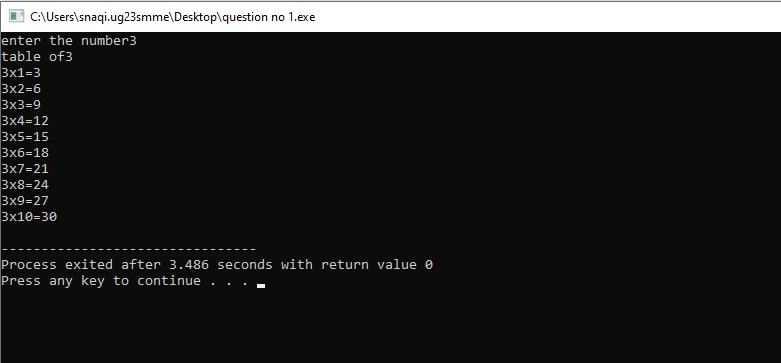 C:\Users\snaqi.ug23smme\Desktop\question no 1.exe
enter the number3
table of3
3x1=3
3x2=6
3x3=9
3x4=12
3x5=15
3x6=18
3x7=21
3x8=24
3x9=27
3x10=30
--------------------------------
Process exited after 3.486 seconds with return value 0
Press any key to continue . . .